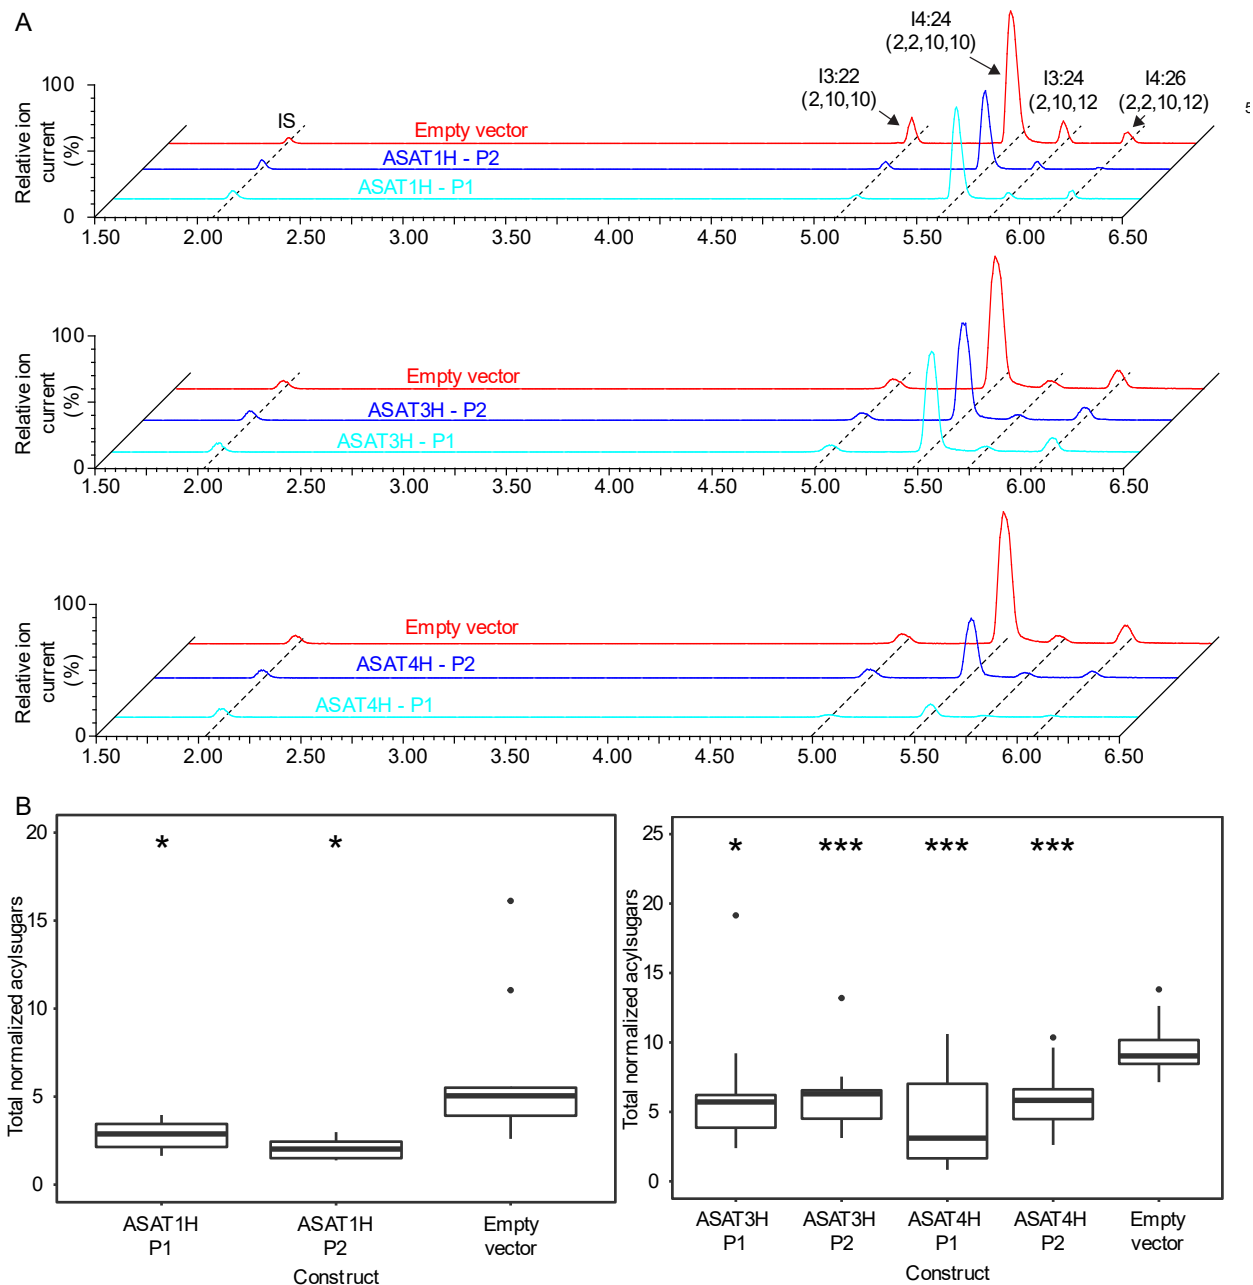 A
I4:24
(2,2,10,10)
I3:22
(2,10,10)
I3:24
(2,10,12
I4:26
(2,2,10,12)
5
Relative ion
current
(%)
100
0
IS
Empty vector
ASAT1H - P2
ASAT1H - P1
1.50 2.00 2.50 3.00 3.50 4.00 4.50 5.00 5.50 6.00 6.50
Relative ion
current
(%)
100
0
Empty vector
ASAT3H - P2
ASAT3H - P1
1.50 2.00 2.50 3.00 3.50 4.00 4.50 5.00 5.50 6.00 6.50
Relative ion
current
(%)
100
0
Empty vector
ASAT4H - P2
ASAT4H - P1
1.50 2.00 2.50 3.00 3.50 4.00 4.50 5.00 5.50 6.00 6.50
B
Total normalized acylsugars
20
15
10
5
0
* *
ASAT1H
P1
ASAT1H
P2
Empty
vector
Construct
Total normalized acylsugars
25
20
15
10
5
0
* *** *** ***
ASAT3H
P1
ASAT3H
P2
ASAT4H
P1
ASAT4H
P2
Empty
vector
Construct